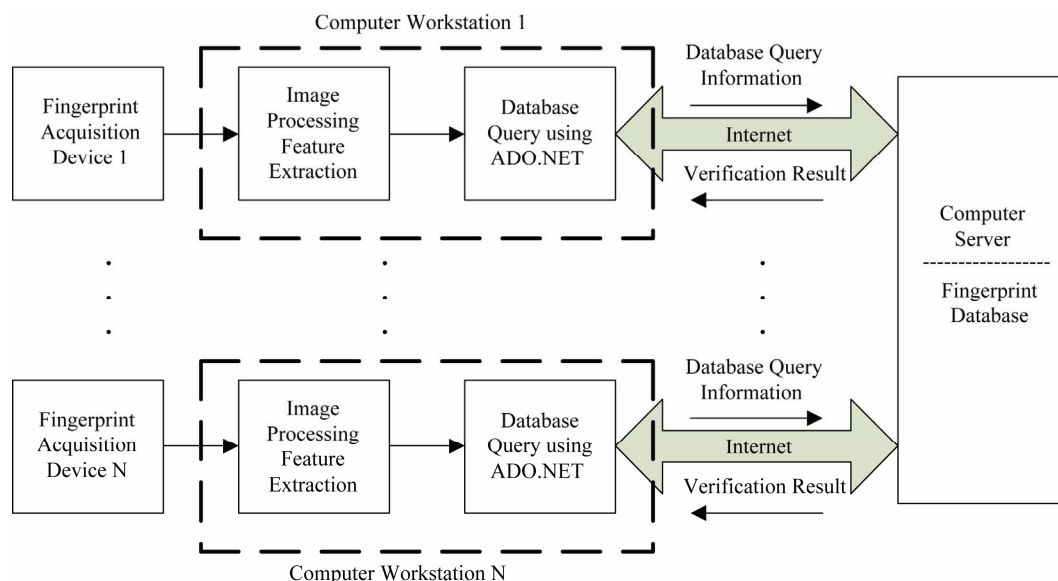 Computer Workstation 1
Fingerprint
Acquisition
Device 1
Image
Processing
Feature
Extraction
Database
Query using
ADO.NET
Database Query
Information
Internet
Verification Result
Computer
Server
Fingerprint
Database
Fingerprint
Acquisition
Device N
Image
Processing
Feature
Extraction
Database
Query using
ADO.NET
Database Query
Information
Internet
Verification Result
Computer Workstation N